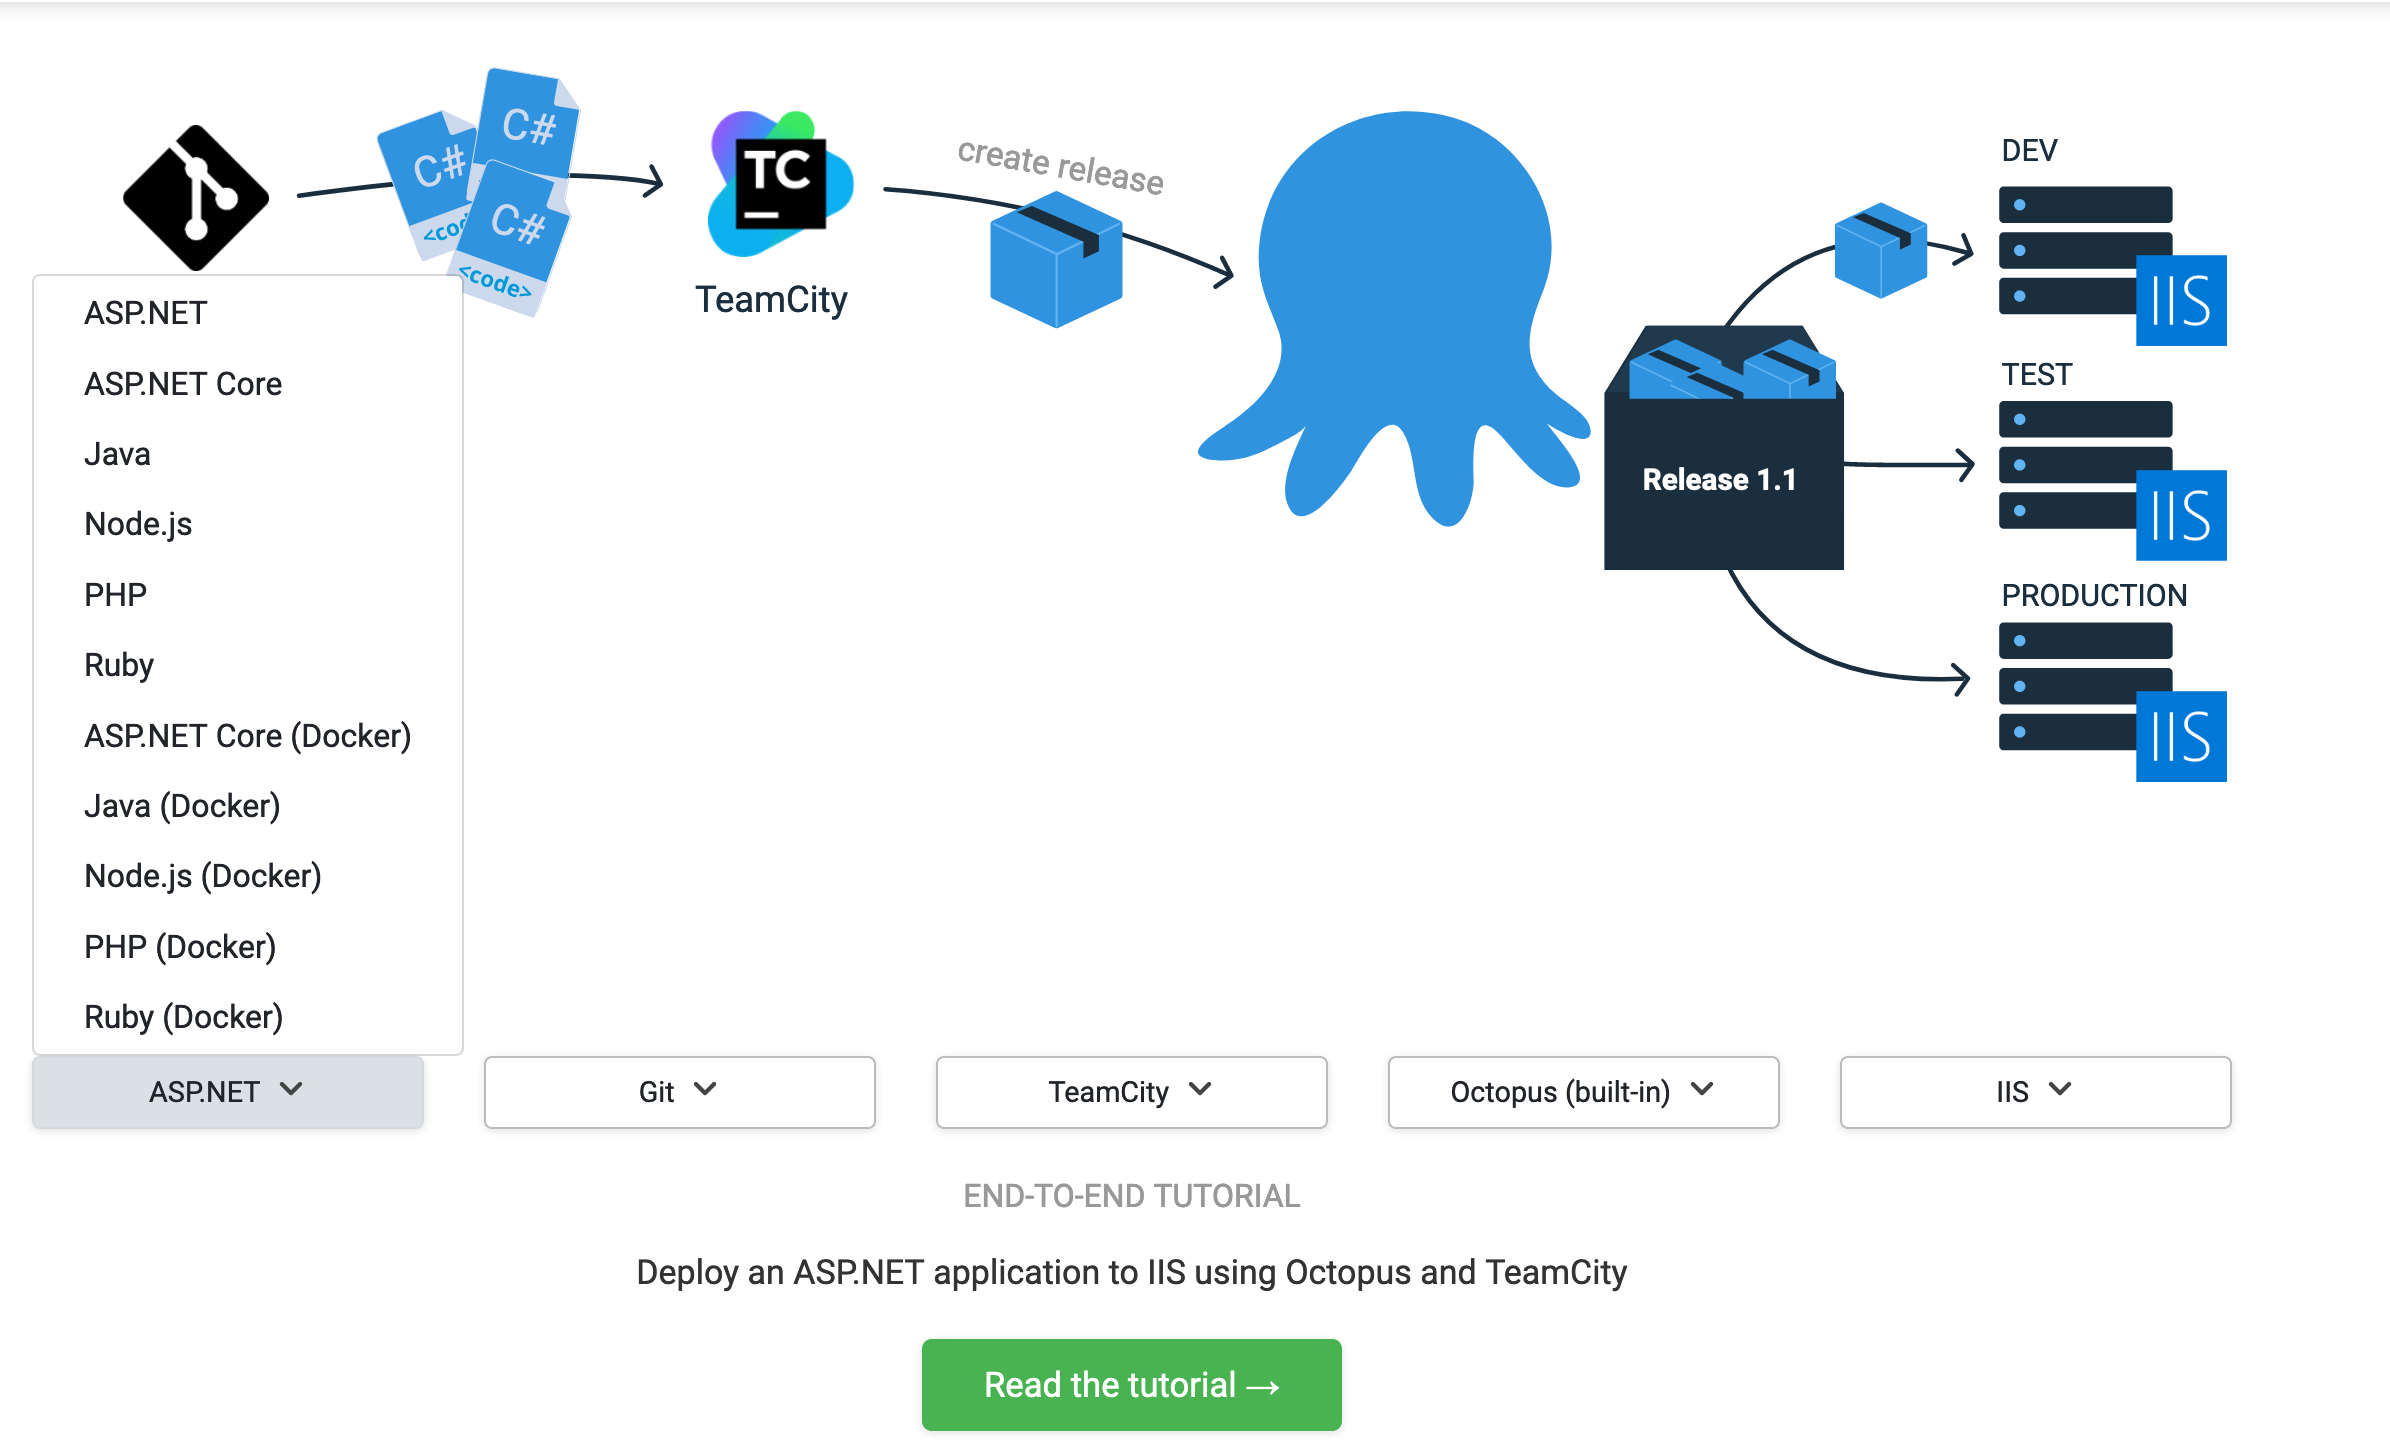 C#
C#
C#
<code>
TC
TeamCity
create release
Release 1.1
DEV
IIS
TEST
IIS
PRODUCTION
IIS
ASP.NET
ASP.NET Core
Java
Node.js
PHP
Ruby
ASP.NET Core (Docker)
Java (Docker)
Node.js (Docker)
PHP (Docker)
Ruby (Docker)
ASP.NET
Git
TeamCity
Octopus (built-in)
IIS
END-TO-END TUTORIAL
Deploy an ASP.NET application to IIS using Octopus and TeamCity
Read the tutorial →